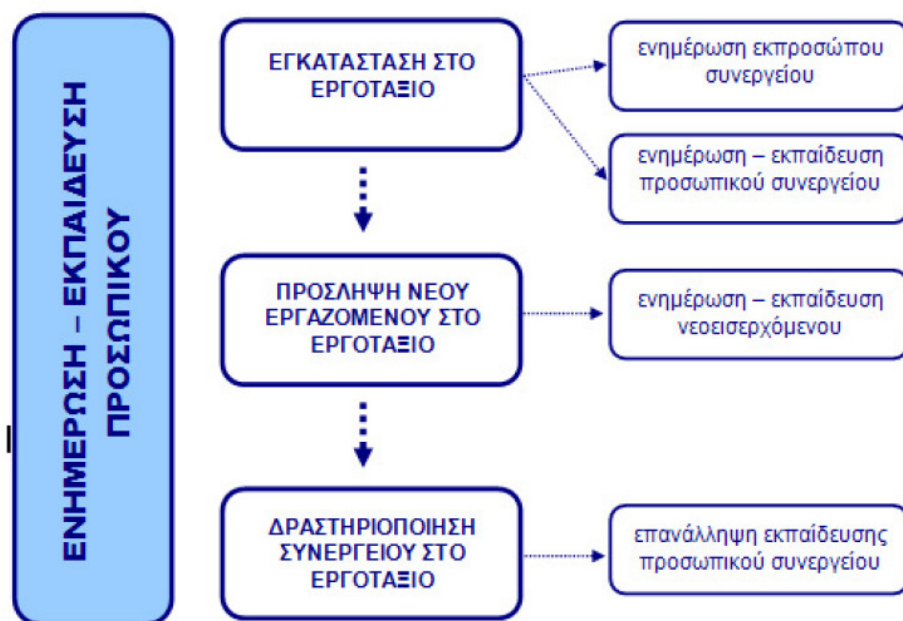 ΕΝΗΜΕΡΩΣΗ – ΕΚΠΑΙΔΕΥΣΗ
ΠΡΟΣΩΠΙΚΟΥ
ΕΓΚΑΤΑΣΤΑΣΗ ΣΤΟ
ΕΡΓΟΤΑΞΙΟ
ενημέρωση εκπροσώπου
συνεργείου
ενημέρωση – εκπαίδευση
προσωπικού συνεργείου
ΠΡΟΣΛΗΨΗ ΝΕΟΥ
ΕΡΓΑΖΟΜΕΝΟΥ ΣΤΟ
ΕΡΓΟΤΑΞΙΟ
ενημέρωση – εκπαίδευση
νεοεισερχόμενου
ΔΡΑΣΤΗΡΙΟΠΟΙΗΣΗ
ΣΥΝΕΡΓΕΙΟΥ ΣΤΟ
ΕΡΓΟΤΑΞΙΟ
επανάλληψη εκπαίδευσης
προσωπικού συνεργείου